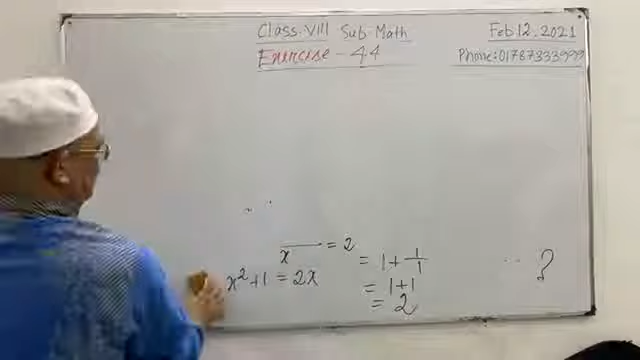 Class-VIII Sub-Math
Feb 12, 2021
Exercise - 4.4
Phone: 01787333999
x = 2
x² + 1 = 2x
= 1 + 1/1
= 1 + 1
= 2
?